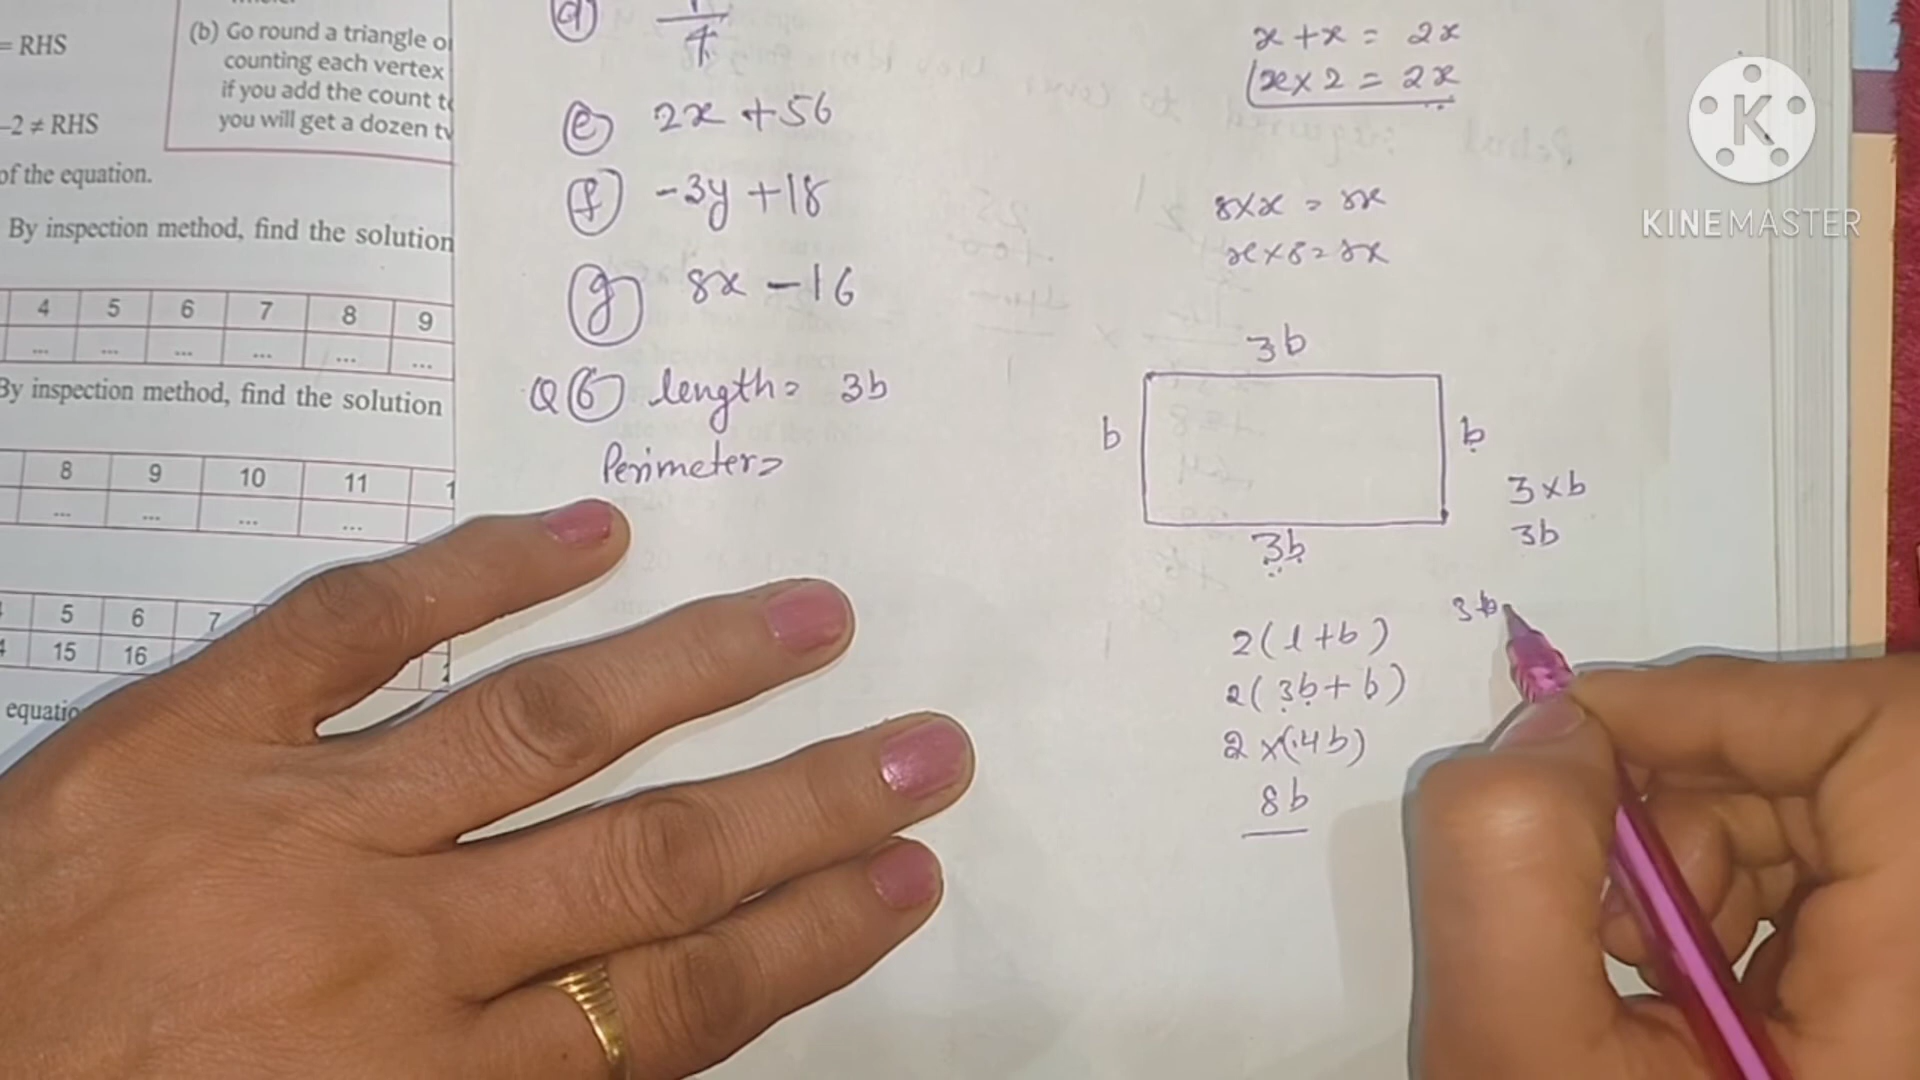 = RHS
–2 ≠ RHS
of the equation.
(b) Go round a triangle
counting each vertex
if you add the count
you will get a dozen
By inspection method, find the solution
4 5 6 7 8 9
... ... ... ... ... ...
By inspection method, find the solution
8 9 10 11 1
... ... ... ...
5 6 7
4 15 16
(d) 4
(e) 2x + 56
(f) -3y + 18
(g) 8x - 16
Q(6) length = 3b
Perimeter =
x + x = 2x
x × 2 = 2x
8 × x = 8x
x × 8 = 8x
3b
b b
3b
3 × b
3b
2(l + b)
2(3b + b)
2 × (4b)
8b
3b
K
KINEMASTER